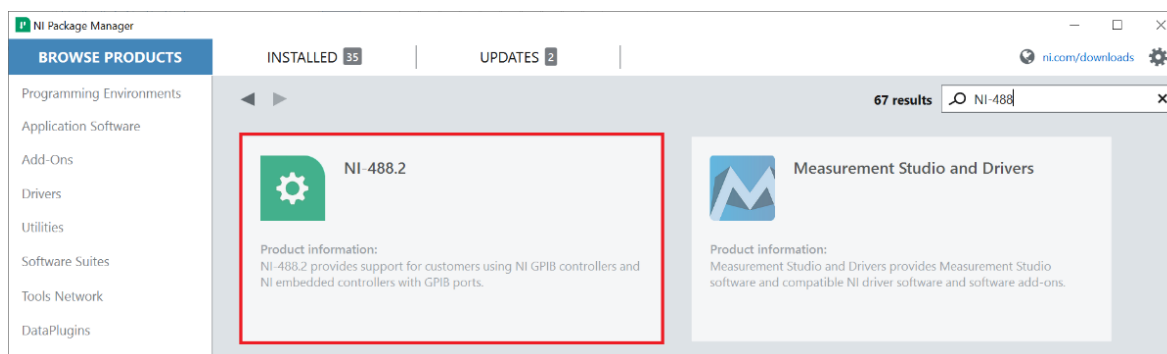 NI Package Manager
BROWSE PRODUCTS
INSTALLED 35
UPDATES 2
ni.com/downloads
Programming Environments
Application Software
Add-Ons
Drivers
Utilities
Software Suites
Tools Network
DataPlugins
67 results
NI-488
NI-488.2
Product information:
NI-488.2 provides support for customers using NI GPIB controllers and
NI embedded controllers with GPIB ports.
Measurement Studio and Drivers
Product information:
Measurement Studio and Drivers provides Measurement Studio
software and compatible NI driver software and software add-ons.